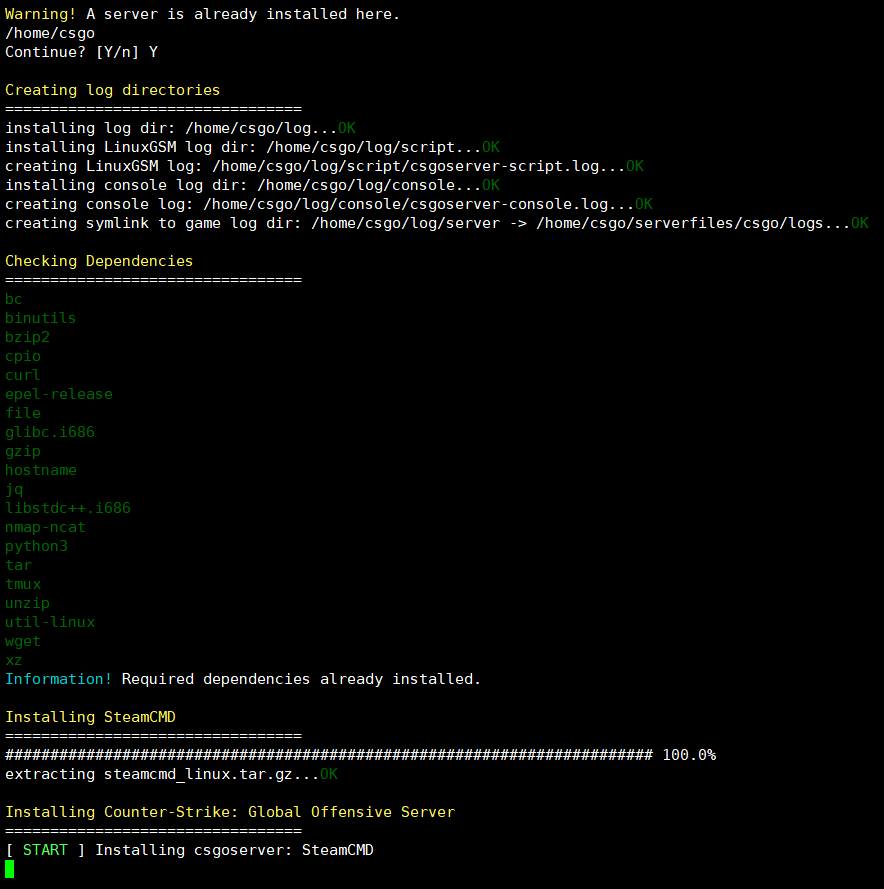 Warning! A server is already installed here.
/home/csgo
Continue? [Y/n] Y
Creating log directories
=================================
installing log dir: /home/csgo/log...OK
installing LinuxGSM log dir: /home/csgo/log/script...OK
creating LinuxGSM log: /home/csgo/log/script/csgoserver-script.log...OK
installing console log dir: /home/csgo/log/console...OK
creating console log: /home/csgo/log/console/csgoserver-console.log...OK
creating symlink to game log dir: /home/csgo/log/server -> /home/csgo/serverfiles/csgo/logs...OK
Checking Dependencies
=================================
bc
binutils
bzip2
cpio
curl
epel-release
file
glibc.i686
gzip
hostname
jq
libstdc++.i686
nmap-ncat
python3
tar
tmux
unzip
util-linux
wget
xz
Information! Required dependencies already installed.
Installing SteamCMD
=================================
######################################################################## 100.0%
extracting steamcmd_linux.tar.gz...OK
Installing Counter-Strike: Global Offensive Server
=================================
[ START ] Installing csgoserver: SteamCMD